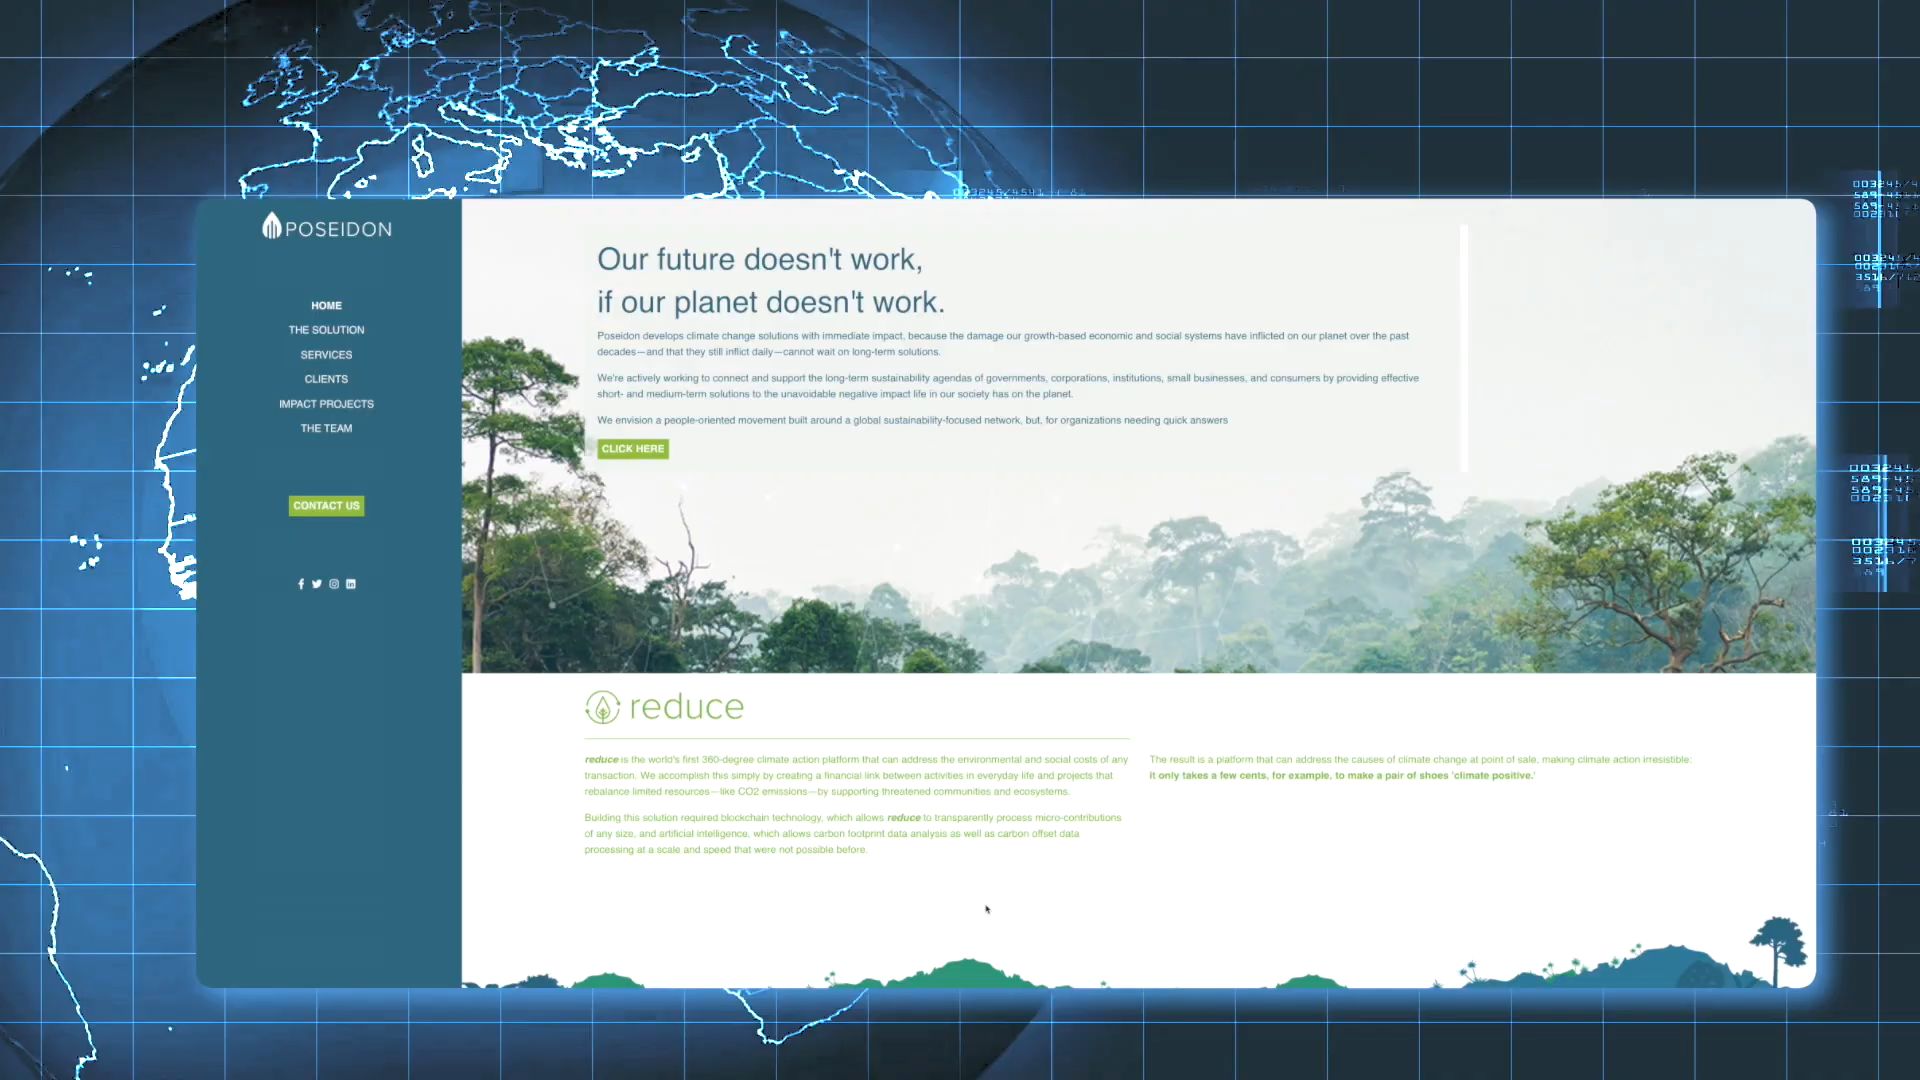 POSEIDON
HOME
THE SOLUTION
SERVICES
CLIENTS
IMPACT PROJECTS
THE TEAM
CONTACT US
Our future doesn't work,
if our planet doesn't work.
Poseidon develops climate change solutions with immediate impact, because the damage our growth-based economic and social systems have inflicted on our planet over the past
decades—and that they still inflict daily—cannot wait on long-term solutions.
We're actively working to connect and support the long-term sustainability agendas of governments, corporations, institutions, small businesses, and consumers by providing effective
short- and medium-term solutions to the unavoidable negative impact life in our society has on the planet.
We envision a people-oriented movement built around a global sustainability-focused network, but, for organizations needing quick answers
CLICK HERE
reduce
reduce is the world's first 360-degree climate action platform that can address the environmental and social costs of any
transaction. We accomplish this simply by creating a financial link between activities in everyday life and projects that
rebalance limited resources—like CO2 emissions—by supporting threatened communities and ecosystems.
Building this solution required blockchain technology, which allows reduce to transparently process micro-contributions
of any size, and artificial intelligence, which allows carbon footprint data analysis as well as carbon offset data
processing at a scale and speed that were not possible before.
The result is a platform that can address the causes of climate change at point of sale, making climate action irresistible:
it only takes a few cents, for example, to make a pair of shoes 'climate positive.'